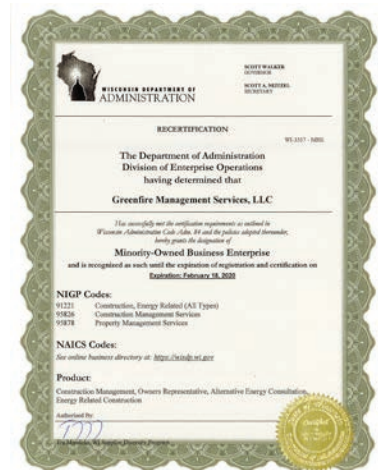 WISCONSIN DEPARTMENT OF
ADMINISTRATION
SCOTT WALKER
GOVERNOR
SCOTT A. NEITZEL
SECRETARY
RECERTIFICATION
The Department of Administration
Division of Enterprise Operations
having determined that
Greenfire Management Services, LLC
Has successfully met the certification requirements as outlined in
Wisconsin Administrative Code Adm. 84 and the policies adopted thereunder,
hereby grants the designation of
Minority-Owned Business Enterprise
and is recognized as such until the expiration of registration and certification on
Expiration: February 18, 2020
NIGP Codes:
91221 Construction, Energy Related (All Types)
95826 Construction Management Services
95878 Property Management Services
NAICS Codes:
See online business directory at: https://wisdp.wi.gov
Product:
Construction Management, Owners Representative, Alternative Energy Consultation,
Energy Related Construction
Authorized By:
Certified